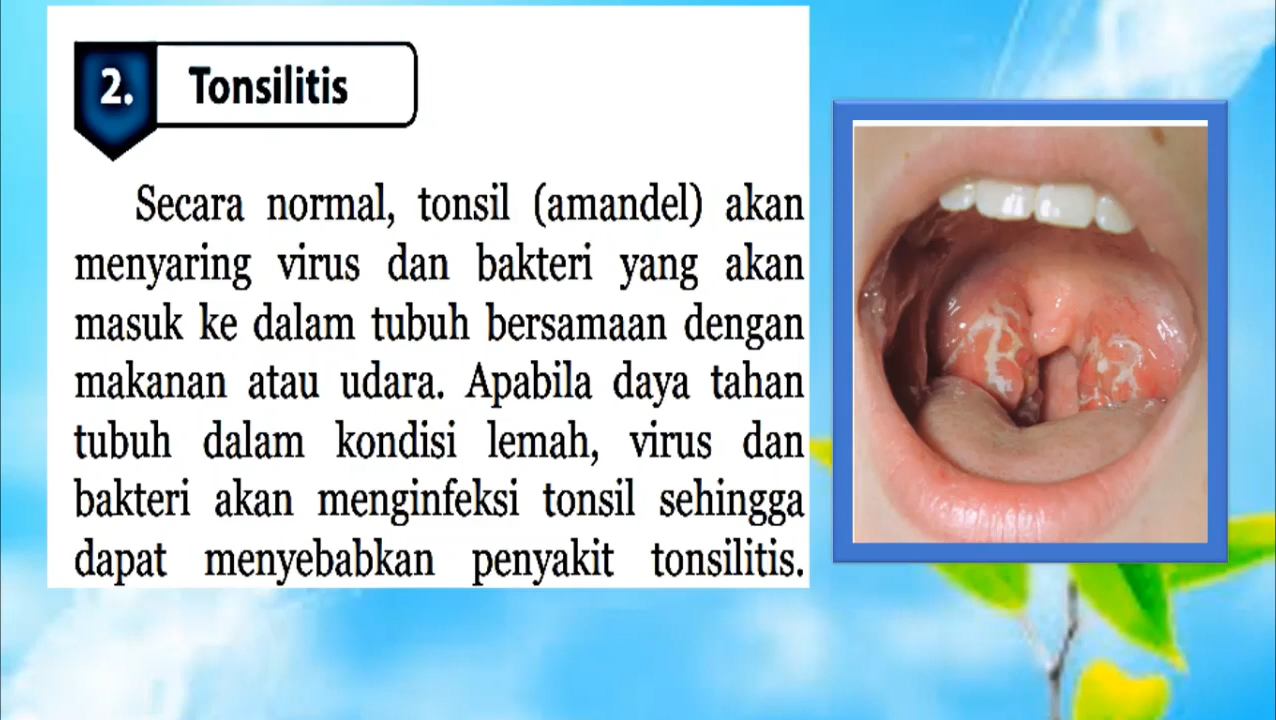 2. Tonsilitis
Secara normal, tonsil (amandel) akan
menyaring virus dan bakteri yang akan
masuk ke dalam tubuh bersamaan dengan
makanan atau udara. Apabila daya tahan
tubuh dalam kondisi lemah, virus dan
bakteri akan menginfeksi tonsil sehingga
dapat menyebabkan penyakit tonsilitis.